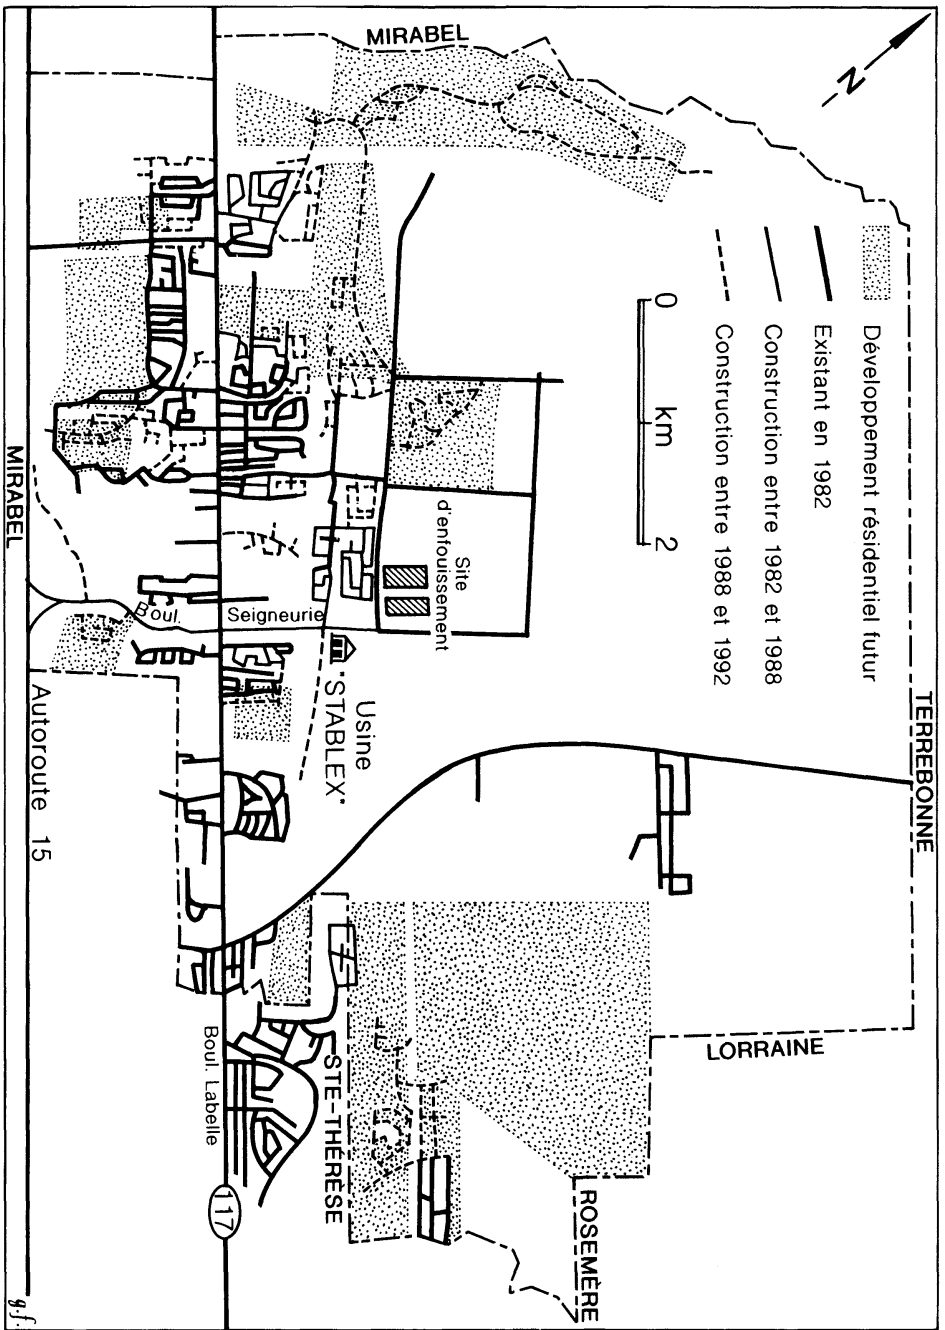 MIRABEL
N
Développement résidentiel futur
Existant en 1982
Construction entre 1982 et 1988
Construction entre 1988 et 1992
0 km 2
TERREBONNE
Site
d'enfouissement
Boul. Seigneurie
Usine
"STABLEX"
MIRABEL
Autoroute 15
LORRAINE
Boul. Labelle
STE-THÉRÈSE
117
ROSEMÈRE
g.f.